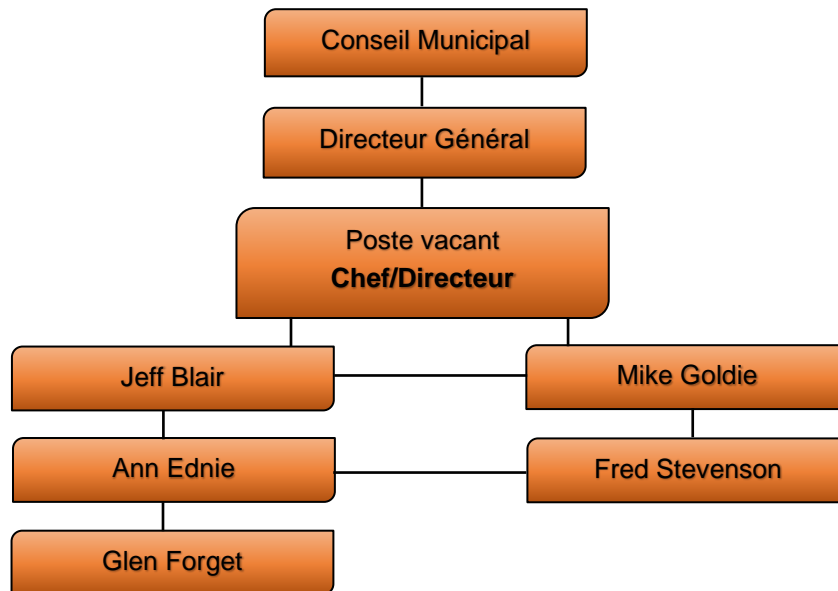 Conseil Municipal
Directeur Général
Poste vacant
Chef/Directeur
Jeff Blair
Mike Goldie
Ann Ednie
Fred Stevenson
Glen Forget